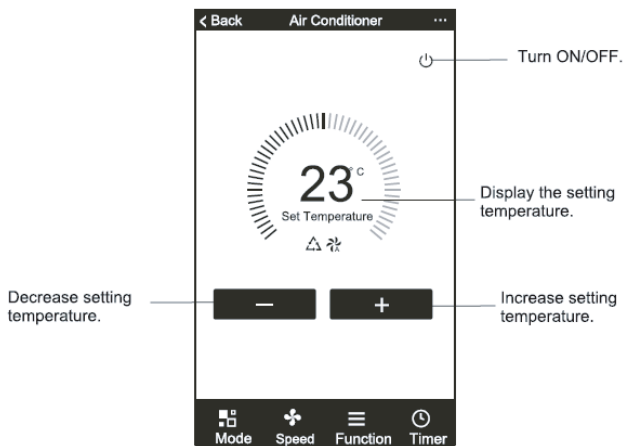 Back
Air Conditioner
...
Turn ON/OFF.
23°C
Set Temperature
A
Display the setting
temperature.
Decrease setting
temperature.
−
+
Increase setting
temperature.
Mode
Speed
Function
Timer